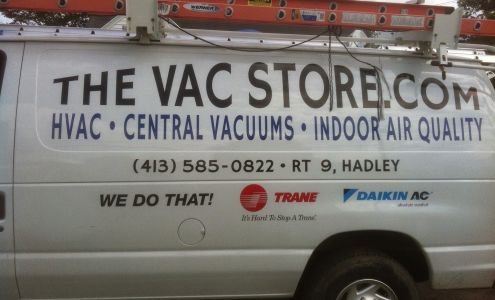 WERNER
THE VAC STORE.COM
HVAC • CENTRAL VACUUMS • INDOOR AIR QUALITY
(413) 585-0822 • RT 9, HADLEY
WE DO THAT! TRANE DAIKIN AC
It's Hard To Stop A Trane.